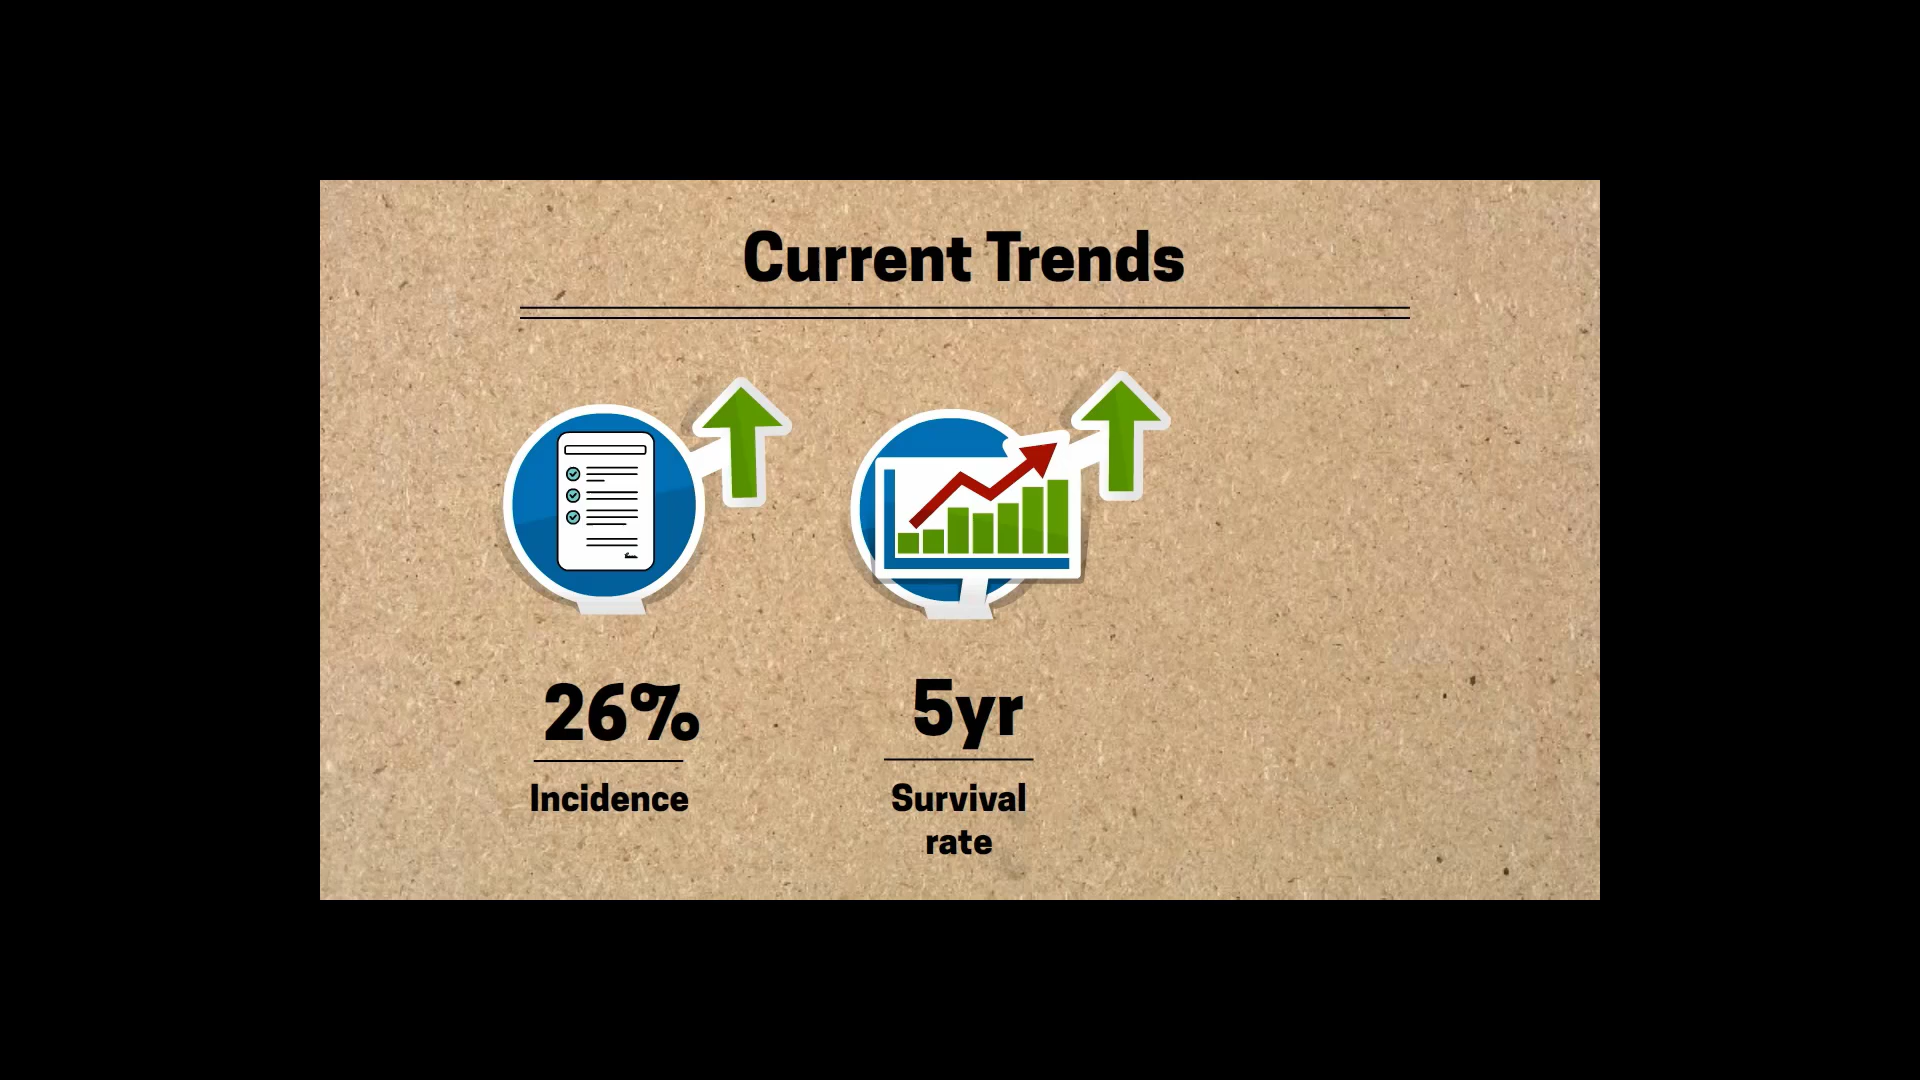 Current Trends
26%
Incidence
5yr
Survival
rate